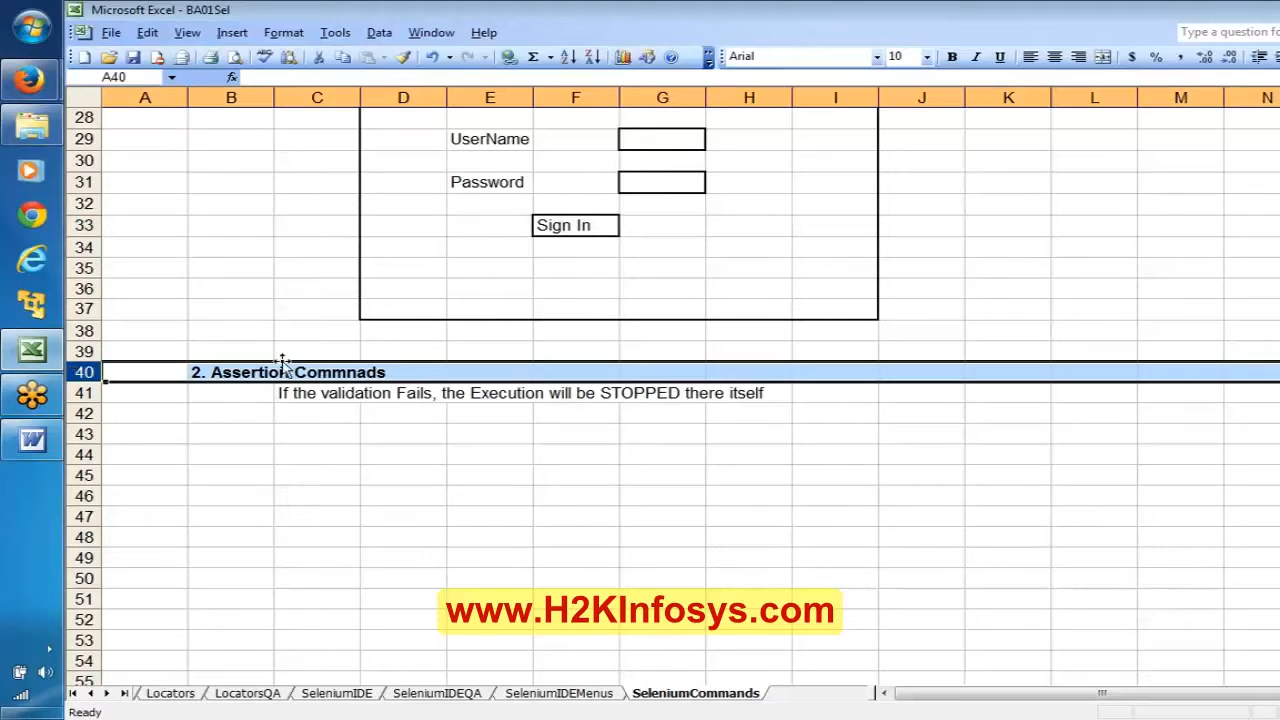 Microsoft Excel - BA01Sel
File Edit View Insert Format Tools Data Window Help
Type a question fo
Arial 10 B I U $ %
A40 fx
A B C D E F G H I J K L M N
28
29 UserName
30
31 Password
32
33 Sign In
34
35
36
37
38
39
40 2. Assertion Commnads
41 If the validation Fails, the Execution will be STOPPED there itself
42
43
44
45
46
47
48
49
50
51
52
53
54
55
www.H2KInfosys.com
Locators LocatorsQA SeleniumIDE SeleniumIDEQA SeleniumIDEMenus SeleniumCommands
Ready